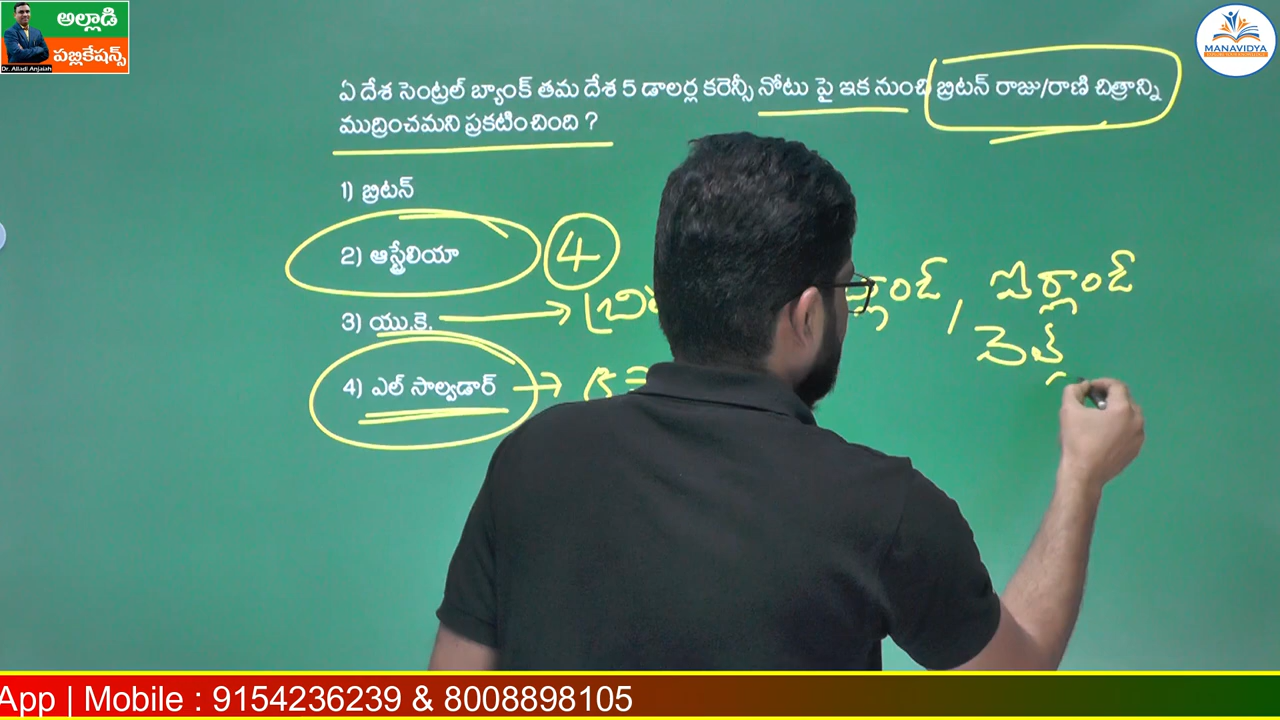 అల్లాడి
పబ్లికేషన్స్
Dr. Alladi Anjaiah
MANAVIDYA
ఏ దేశ సెంట్రల్ బ్యాంక్ తమ దేశ 5 డాలర్ల కరెన్సీ నోటు పై ఇక నుంచి బ్రిటన్ రాజు/రాణి చిత్రాన్ని
ముద్రించమని ప్రకటించింది ?
1) బ్రిటన్
2) ఆస్ట్రేలియా
4
3) యు.కె.
ఐర్లాండ్
4) ఎల్ సాల్వడార్
App | Mobile : 9154236239 & 8008898105